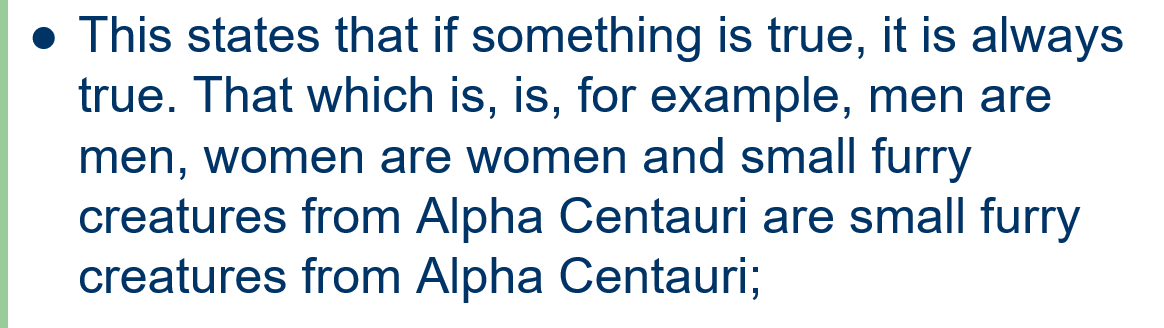 ● This states that if something is true, it is always
true. That which is, is, for example, men are
men, women are women and small furry
creatures from Alpha Centauri are small furry
creatures from Alpha Centauri;